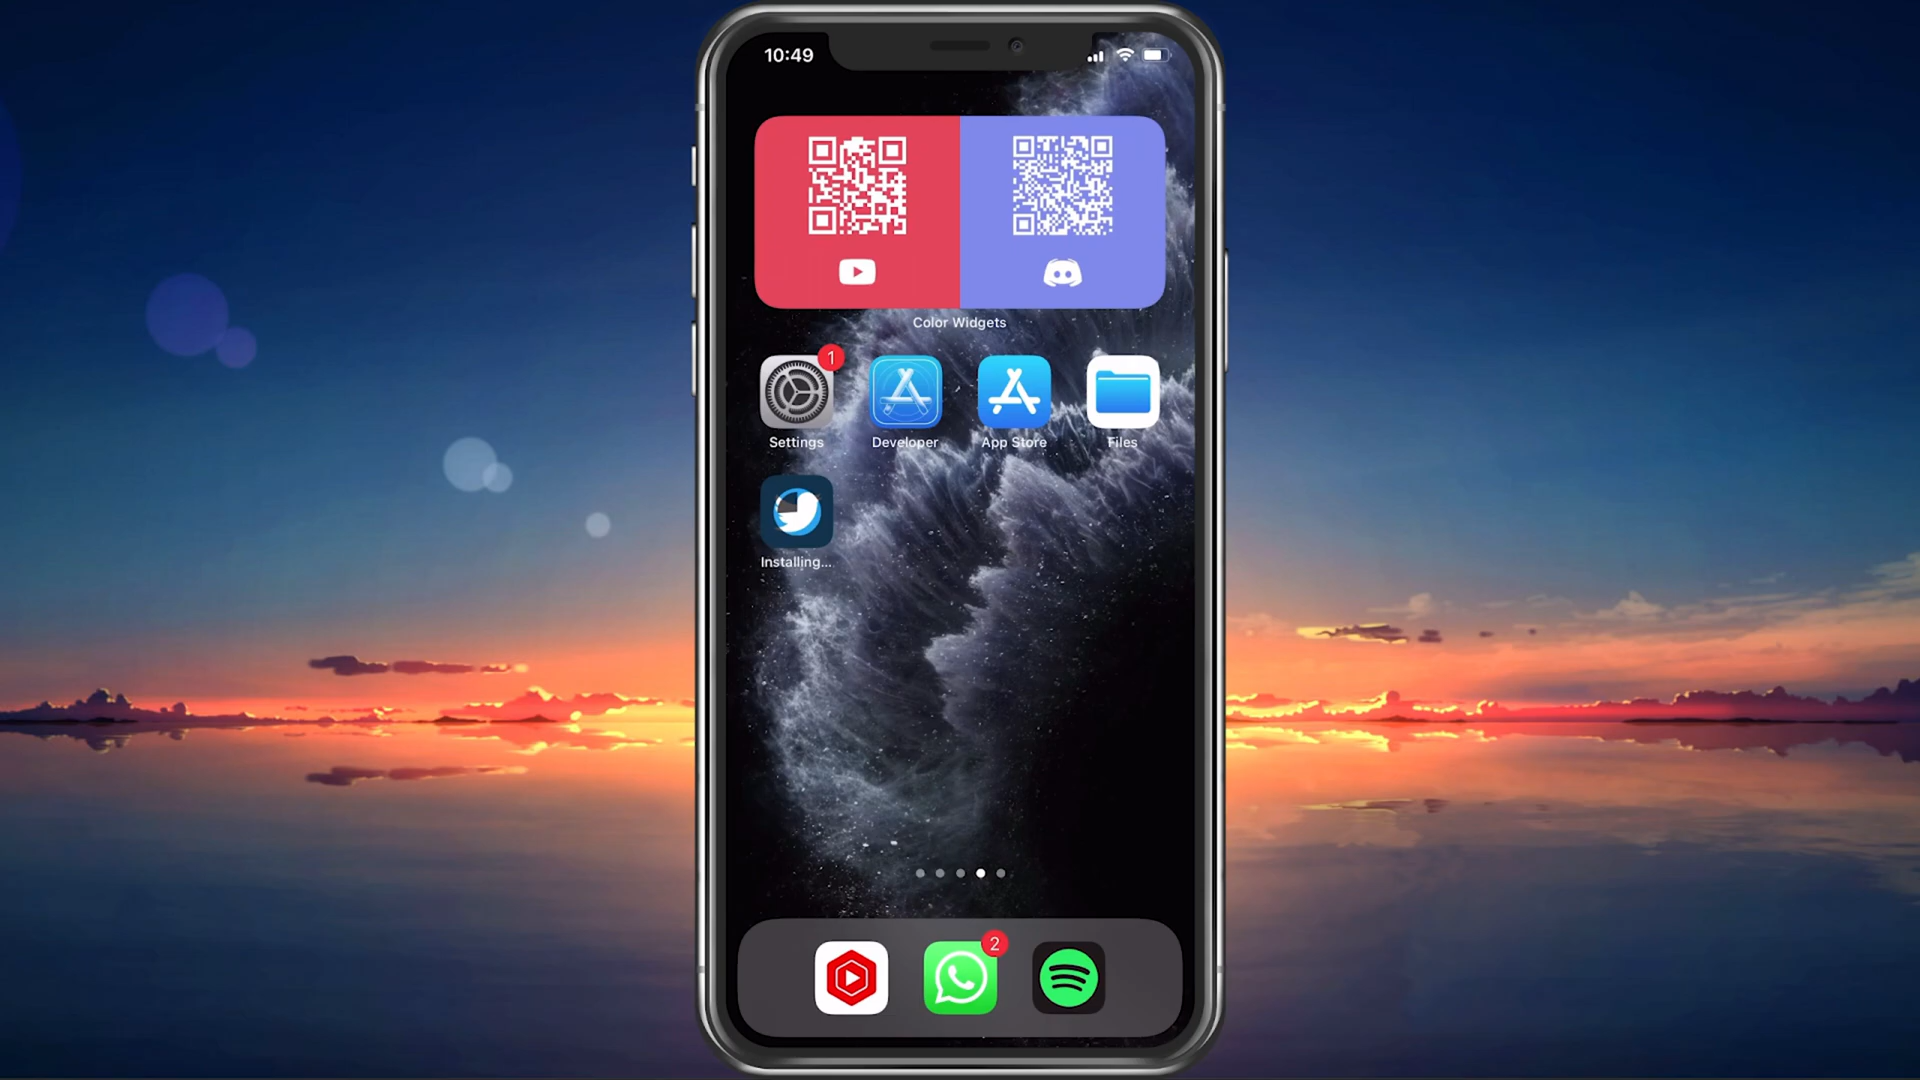 10:49
Color Widgets
1
Settings
Developer
App Store
Files
Installing...
2